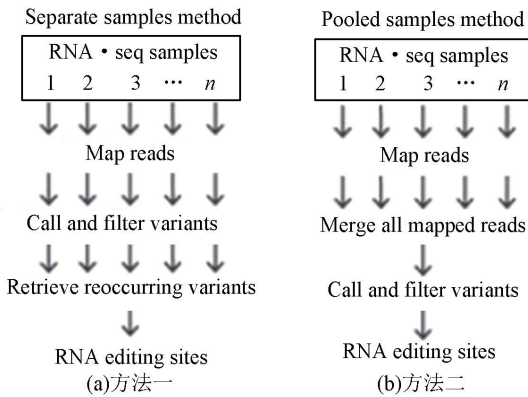 Separate samples method
RNA·seq samples
1 2 3 ··· n
Map reads
Call and filter variants
Retrieve reoccurring variants
RNA editing sites
(a)方法一
Pooled samples method
RNA·seq samples
1 2 3 ··· n
Map reads
Merge all mapped reads
Call and filter variants
RNA editing sites
(b)方法二